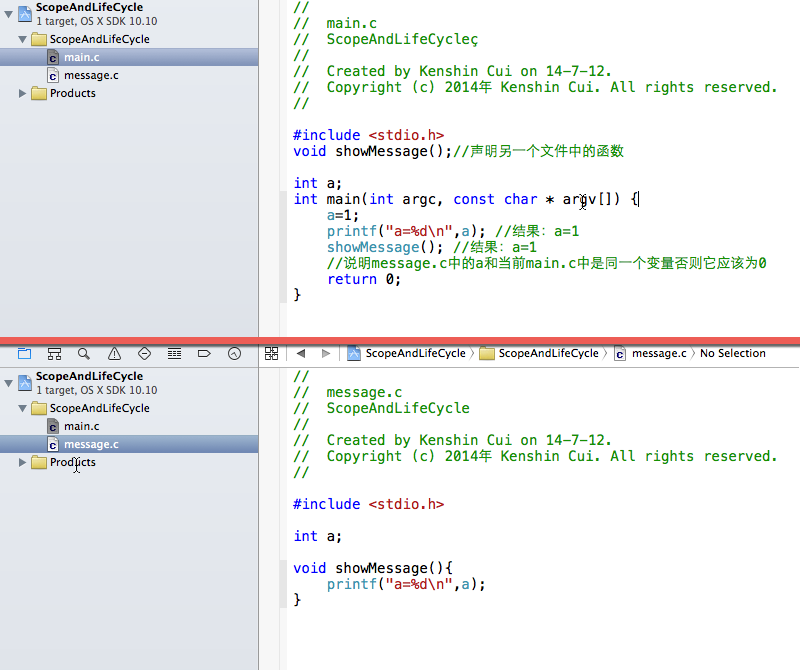 ScopeAndLifeCycle
1 target, OS X SDK 10.10
ScopeAndLifeCycle
main.c
message.c
Products
//
//  main.c
//  ScopeAndLifeCycleç
//
//  Created by Kenshin Cui on 14-7-12.
//  Copyright (c) 2014年 Kenshin Cui. All rights reserved.
//
#include <stdio.h>
void showMessage();//声明另一个文件中的函数
int a;
int main(int argc, const char * argv[]) {
    a=1;
    printf("a=%d\n",a); //结果：a=1
    showMessage(); //结果：a=1
    //说明message.c中的a和当前main.c中是同一个变量否则它应该为0
    return 0;
}
ScopeAndLifeCycle 〉 ScopeAndLifeCycle 〉 message.c 〉 No Selection
ScopeAndLifeCycle
1 target, OS X SDK 10.10
ScopeAndLifeCycle
main.c
message.c
Products
//
//  message.c
//  ScopeAndLifeCycle
//
//  Created by Kenshin Cui on 14-7-12.
//  Copyright (c) 2014年 Kenshin Cui. All rights reserved.
//
#include <stdio.h>
int a;
void showMessage(){
    printf("a=%d\n",a);
}